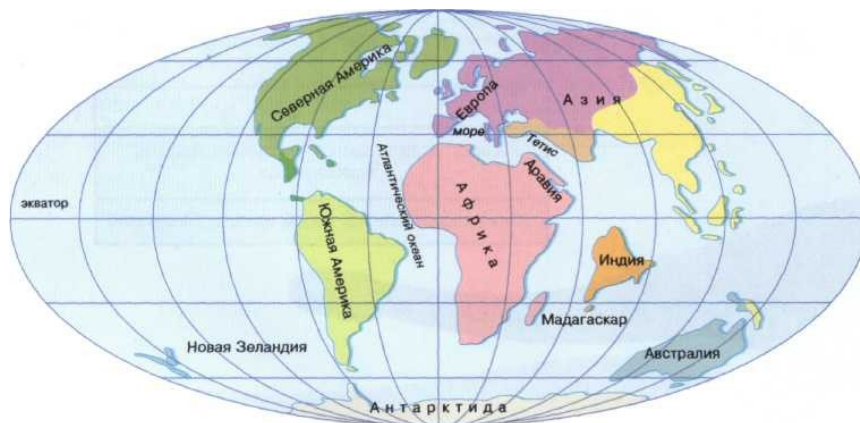 Северная Америка
Европа
Азия
море
Тетис
Атлантический океан
Аравия
Африка
экватор
Южная Америка
Индия
Мадагаскар
Новая Зеландия
Австралия
Антарктида